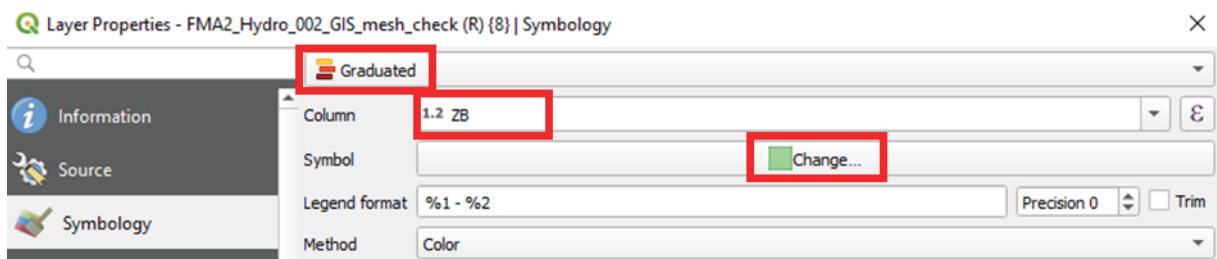 Layer Properties - FMA2_Hydro_002_GIS_mesh_check (R) {8} | Symbology
Graduated
Information
Column 1.2 ZB ε
Source
Symbol Change...
Legend format %1 - %2 Precision 0 Trim
Symbology
Method Color